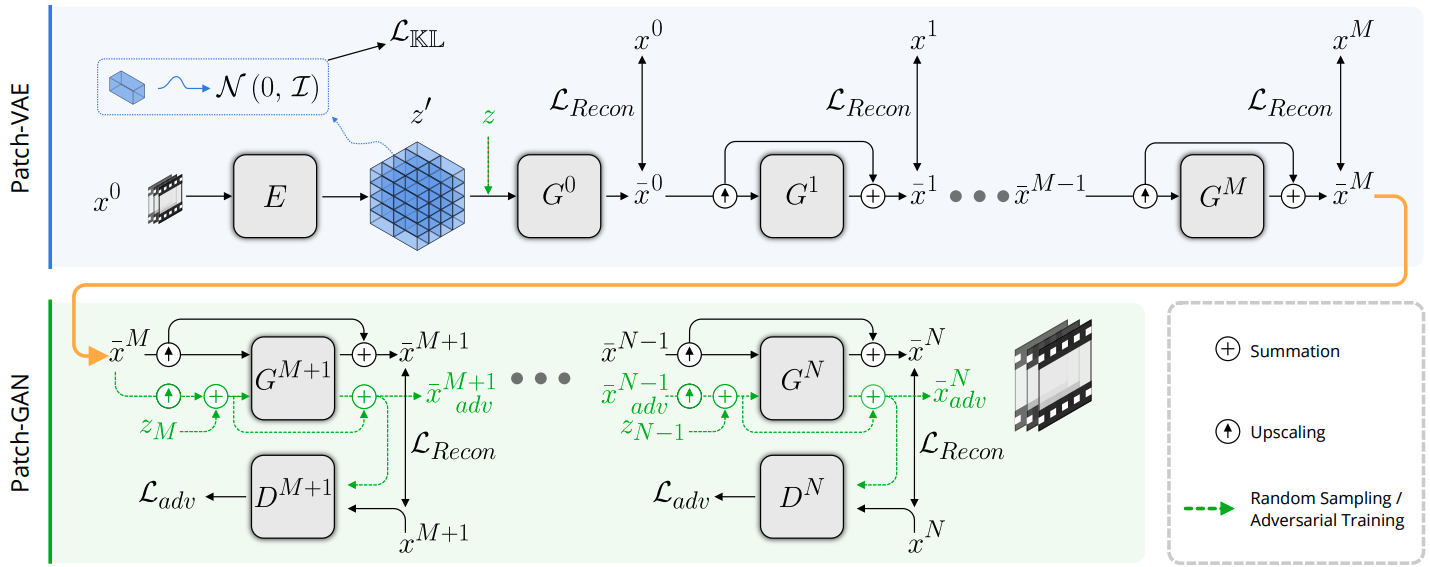 Patch-VAE
𝓛_𝕂𝕃
x^0
x^1
x^M
𝒩 (0, ℐ)
z′
z
𝓛_Recon
𝓛_Recon
𝓛_Recon
x^0
E
G^0
x̄^0
G^1
x̄^1
x̄^{M−1}
G^M
x̄^M
Patch-GAN
x̄^M
G^{M+1}
x̄^{M+1}
x̄^{M+1}_adv
z_M
𝓛_Recon
𝓛_adv
D^{M+1}
x^{M+1}
x̄^{N−1}
G^N
x̄^N
x̄^{N−1}_adv
x̄^N_adv
z_{N−1}
𝓛_Recon
𝓛_adv
D^N
x^N
Summation
Upscaling
Random Sampling /
Adversarial Training